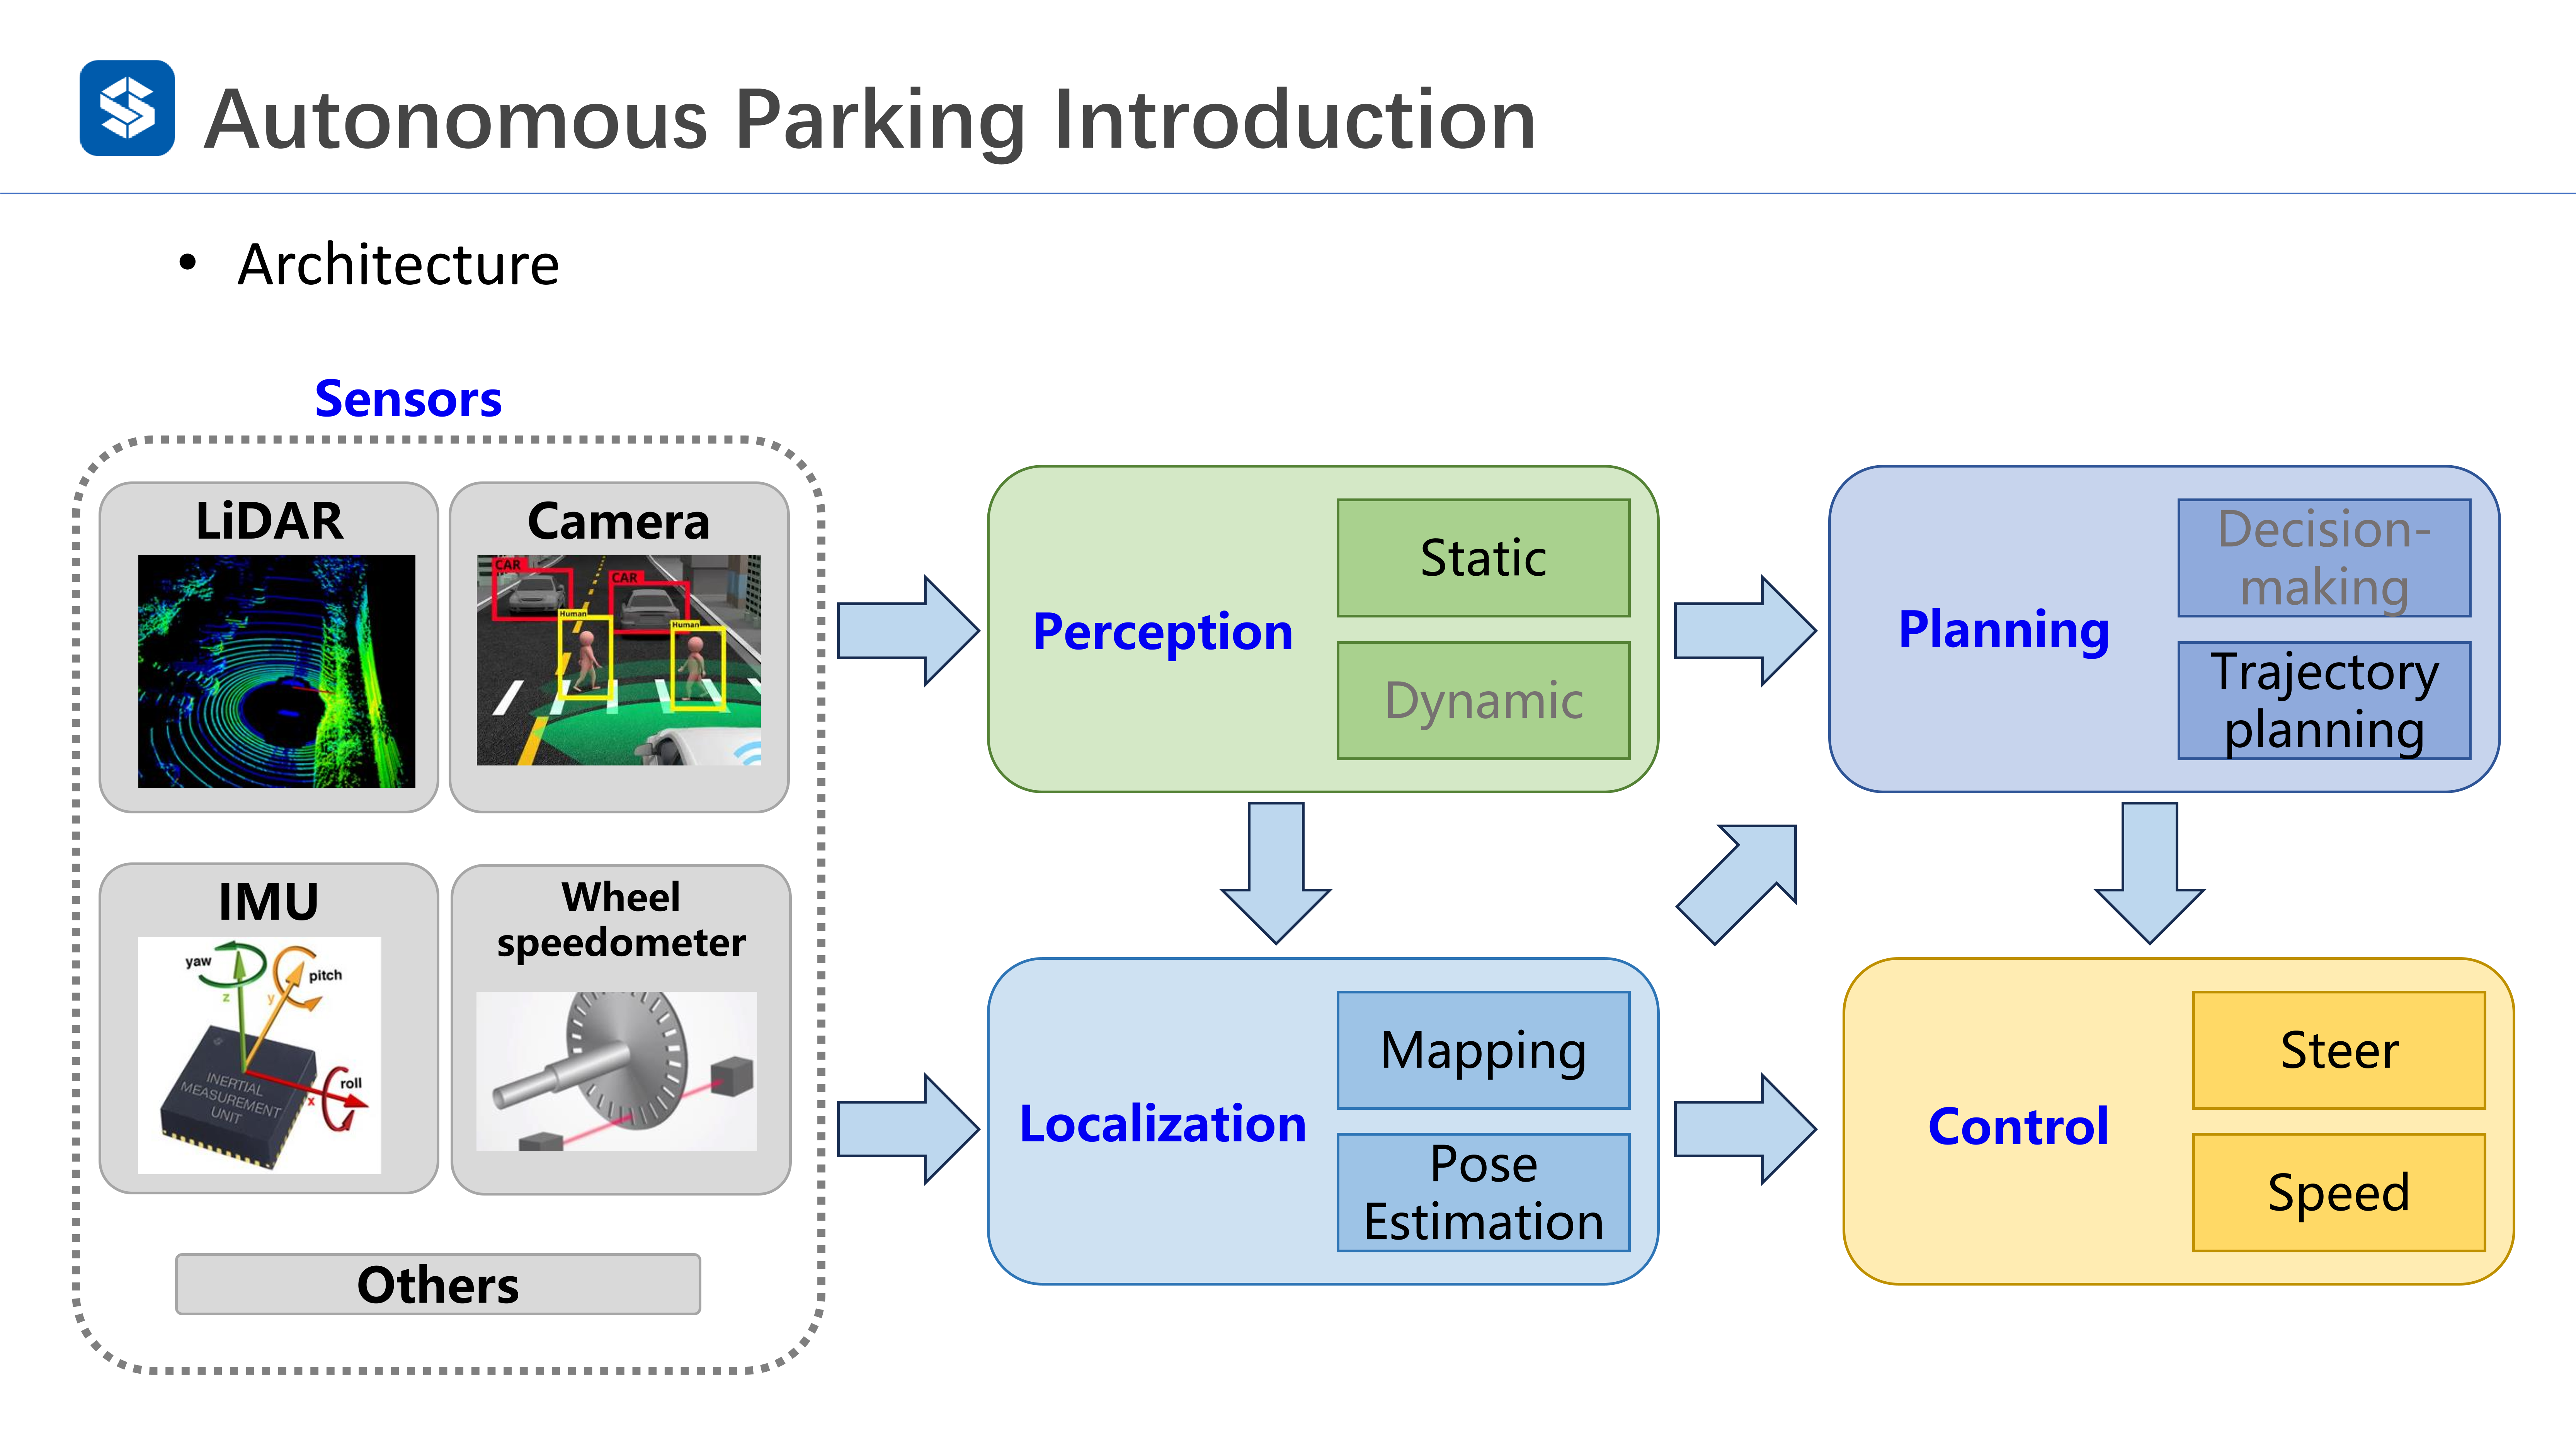 Autonomous Parking Introduction
• Architecture
Sensors
LiDAR
Camera
CAR
CAR
Human
Human
IMU
yaw
pitch
z
y
roll
x
INERTIAL
MEASUREMENT
UNIT
Wheel
speedometer
Others
Perception
Static
Dynamic
Planning
Decision-
making
Trajectory
planning
Localization
Mapping
Pose
Estimation
Control
Steer
Speed